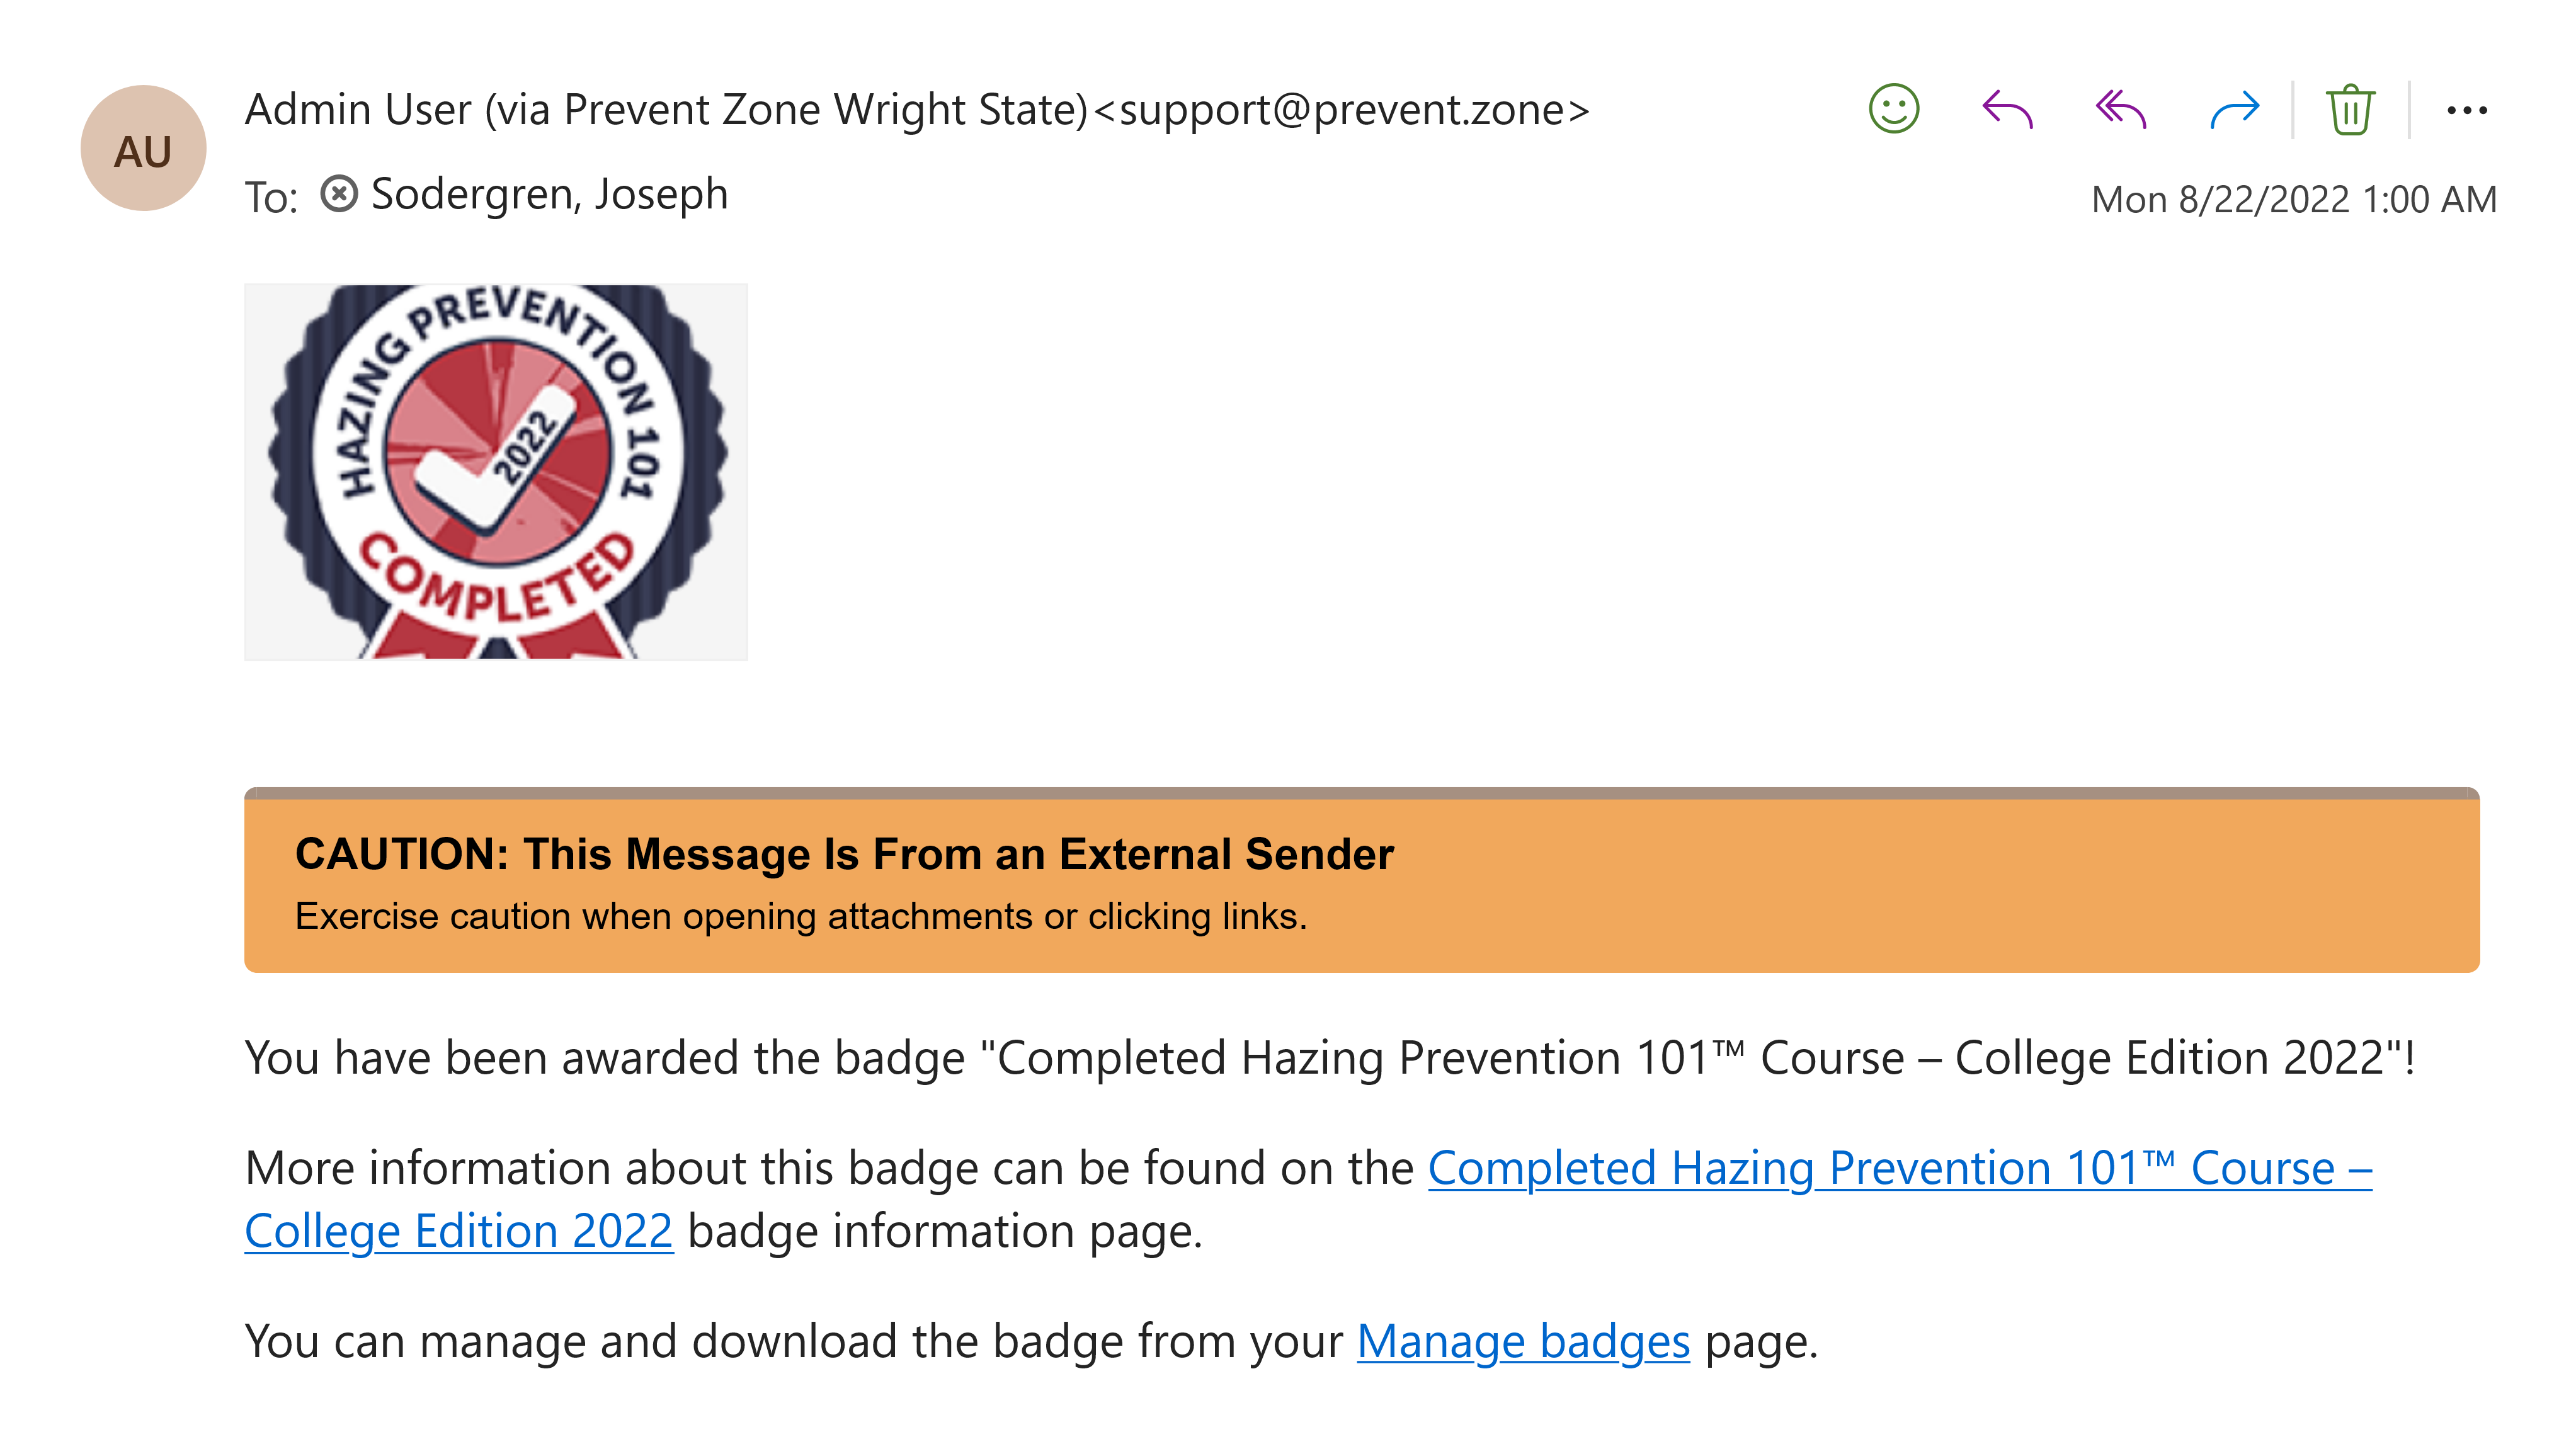 Admin User (via Prevent Zone Wright State)<support@prevent.zone>
AU
To: Sodergren, Joseph
Mon 8/22/2022 1:00 AM
HAZING PREVENTION 101
2022
COMPLETED
CAUTION: This Message Is From an External Sender
Exercise caution when opening attachments or clicking links.
You have been awarded the badge "Completed Hazing Prevention 101™ Course – College Edition 2022"!
More information about this badge can be found on the Completed Hazing Prevention 101™ Course –
College Edition 2022 badge information page.
You can manage and download the badge from your Manage badges page.